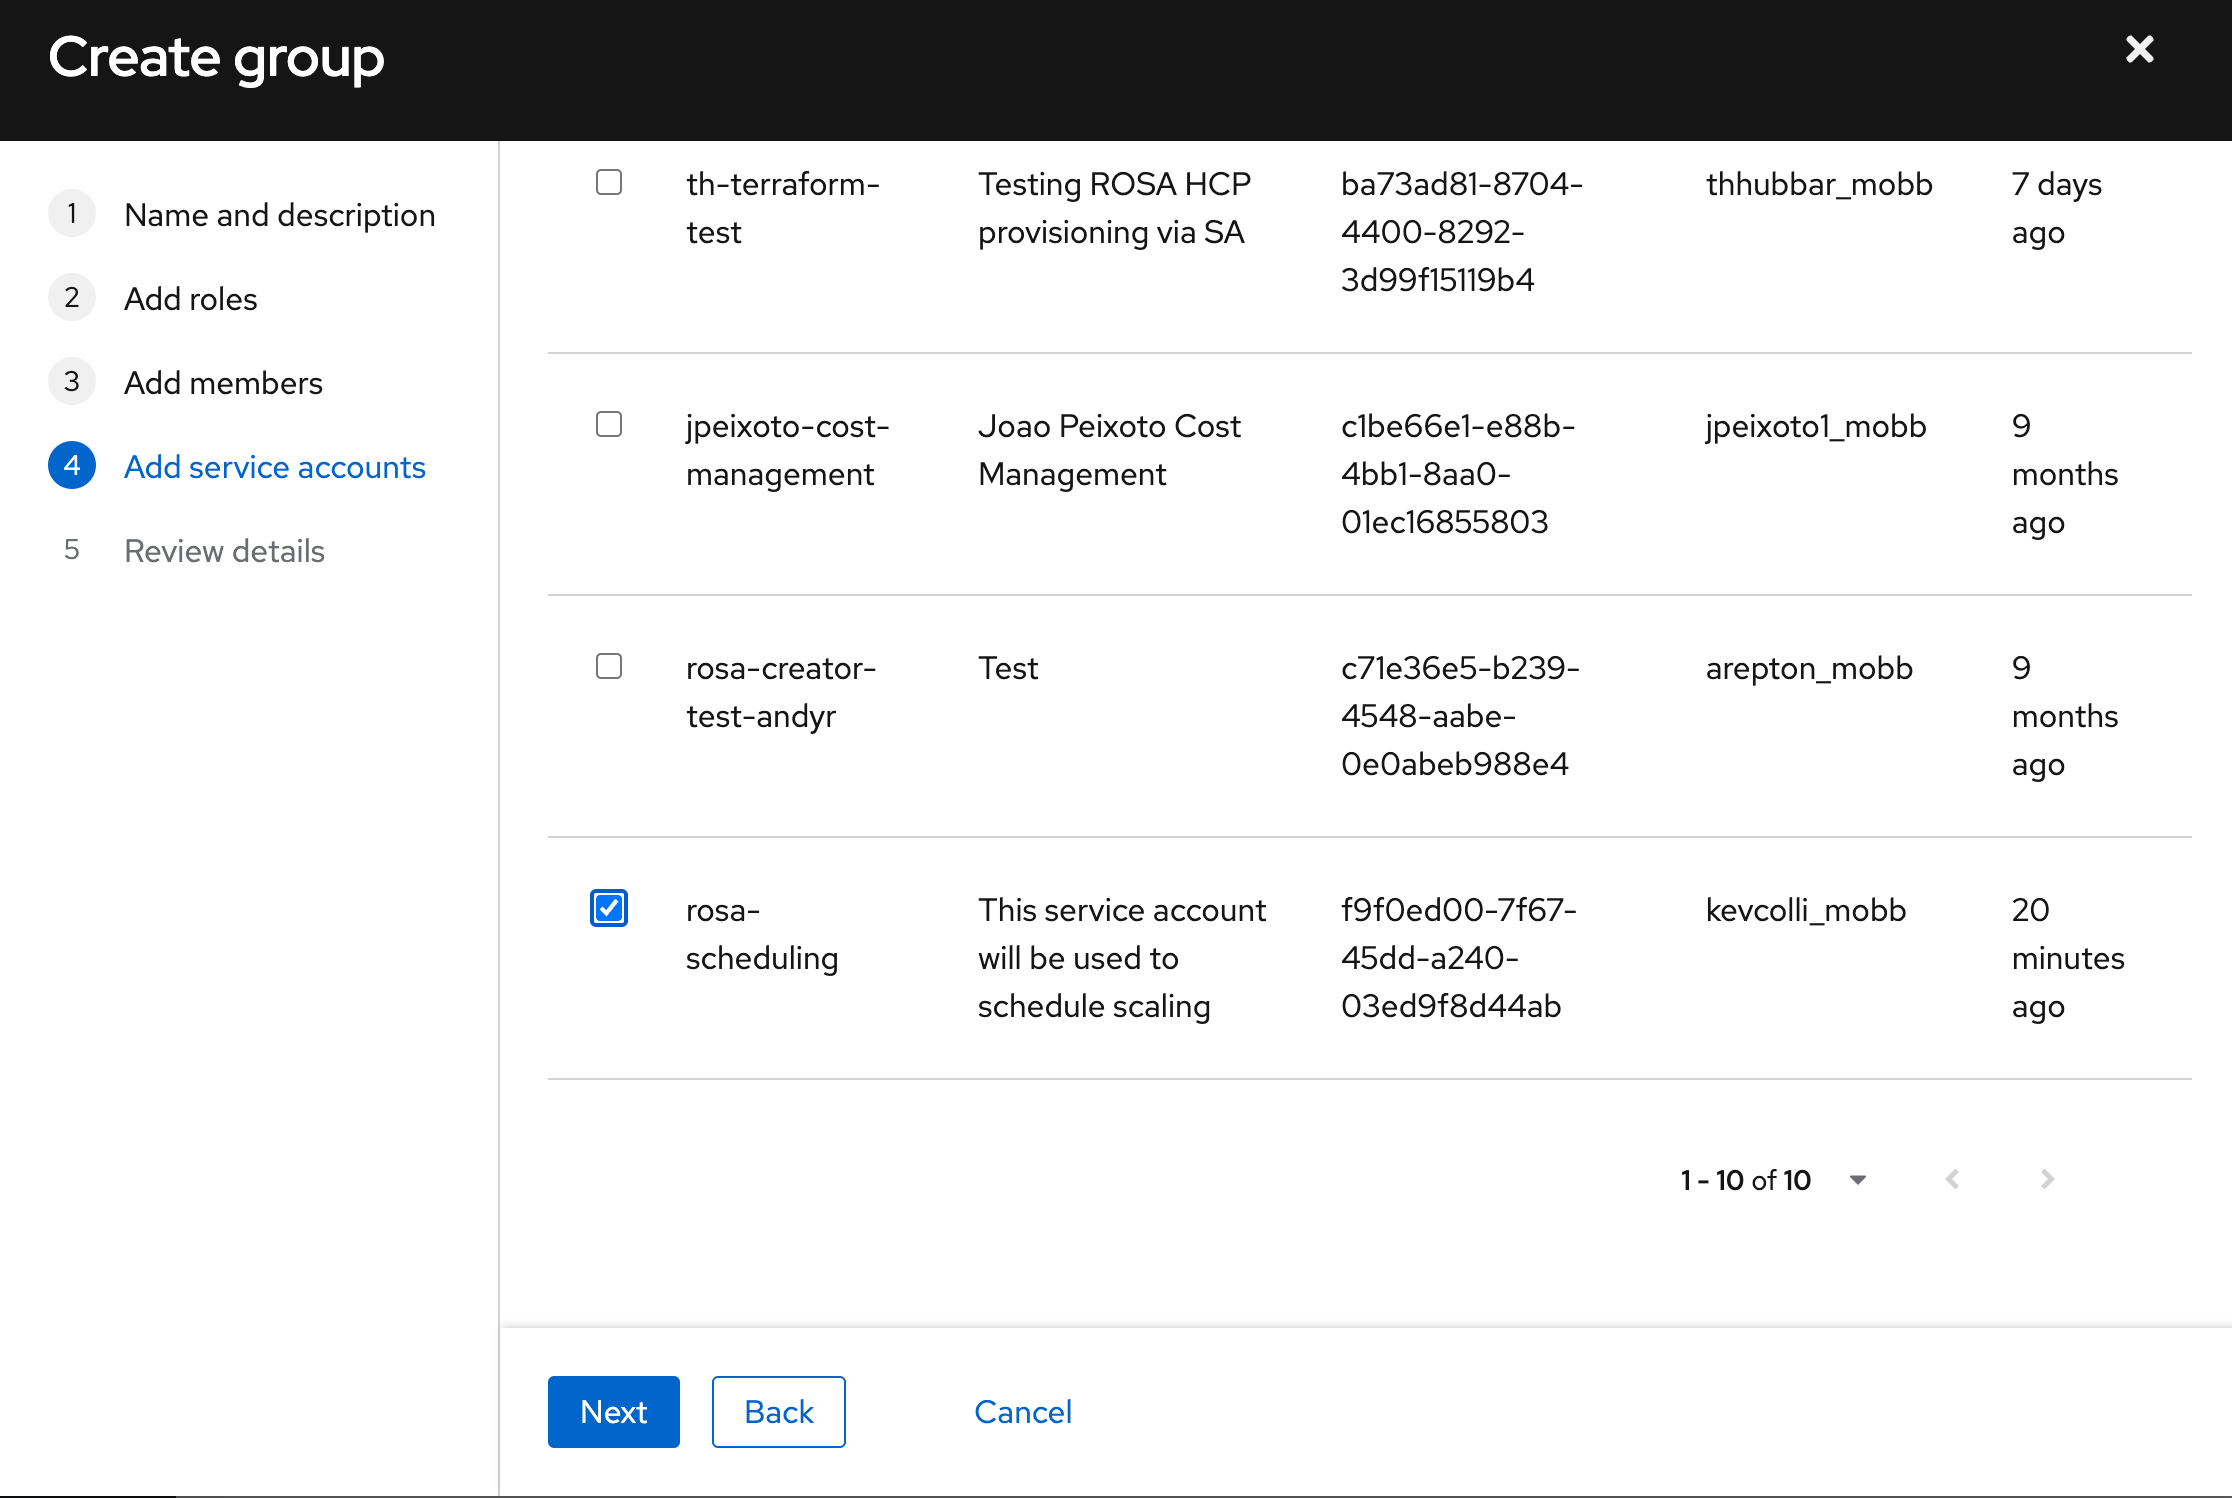 Create group
1 Name and description
2 Add roles
3 Add members
4 Add service accounts
5 Review details
th-terraform- Testing ROSA HCP ba73ad81-8704- thhubbar_mobb 7 days
test provisioning via SA 4400-8292- ago
3d99f15119b4
jpeixoto-cost- Joao Peixoto Cost c1be66e1-e88b- jpeixoto1_mobb 9
management Management 4bb1-8aa0- months
01ec16855803 ago
rosa-creator- Test c71e36e5-b239- arepton_mobb 9
test-andyr 4548-aabe- months
0e0abeb988e4 ago
rosa- This service account f9f0ed00-7f67- kevcolli_mobb 20
scheduling will be used to 45dd-a240- minutes
schedule scaling 03ed9f8d44ab ago
1 - 10 of 10
Next Back Cancel